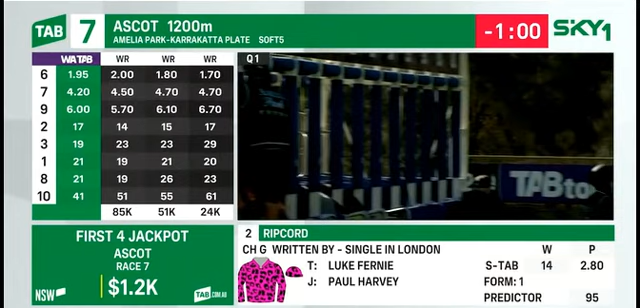 TAB 7 ASCOT 1200m -1:00 SKY1
AMELIA PARK-KARRAKATTA PLATE SOFT5
WATAB WR WR WR
6 1.95 2.00 1.80 1.70
7 4.20 4.50 4.70 4.70
9 6.00 5.70 6.10 6.70
2 17 14 15 17
3 19 23 23 29
1 21 19 21 20
8 21 19 26 23
10 41 51 55 61
85K 51K 24K
Q1
TABto
FIRST 4 JACKPOT
ASCOT
RACE 7
NSW $1.2K TAB.COM.AU
2 RIPCORD
CH G WRITTEN BY - SINGLE IN LONDON W P
T: LUKE FERNIE S-TAB 14 2.80
J: PAUL HARVEY FORM: 1
PREDICTOR 95